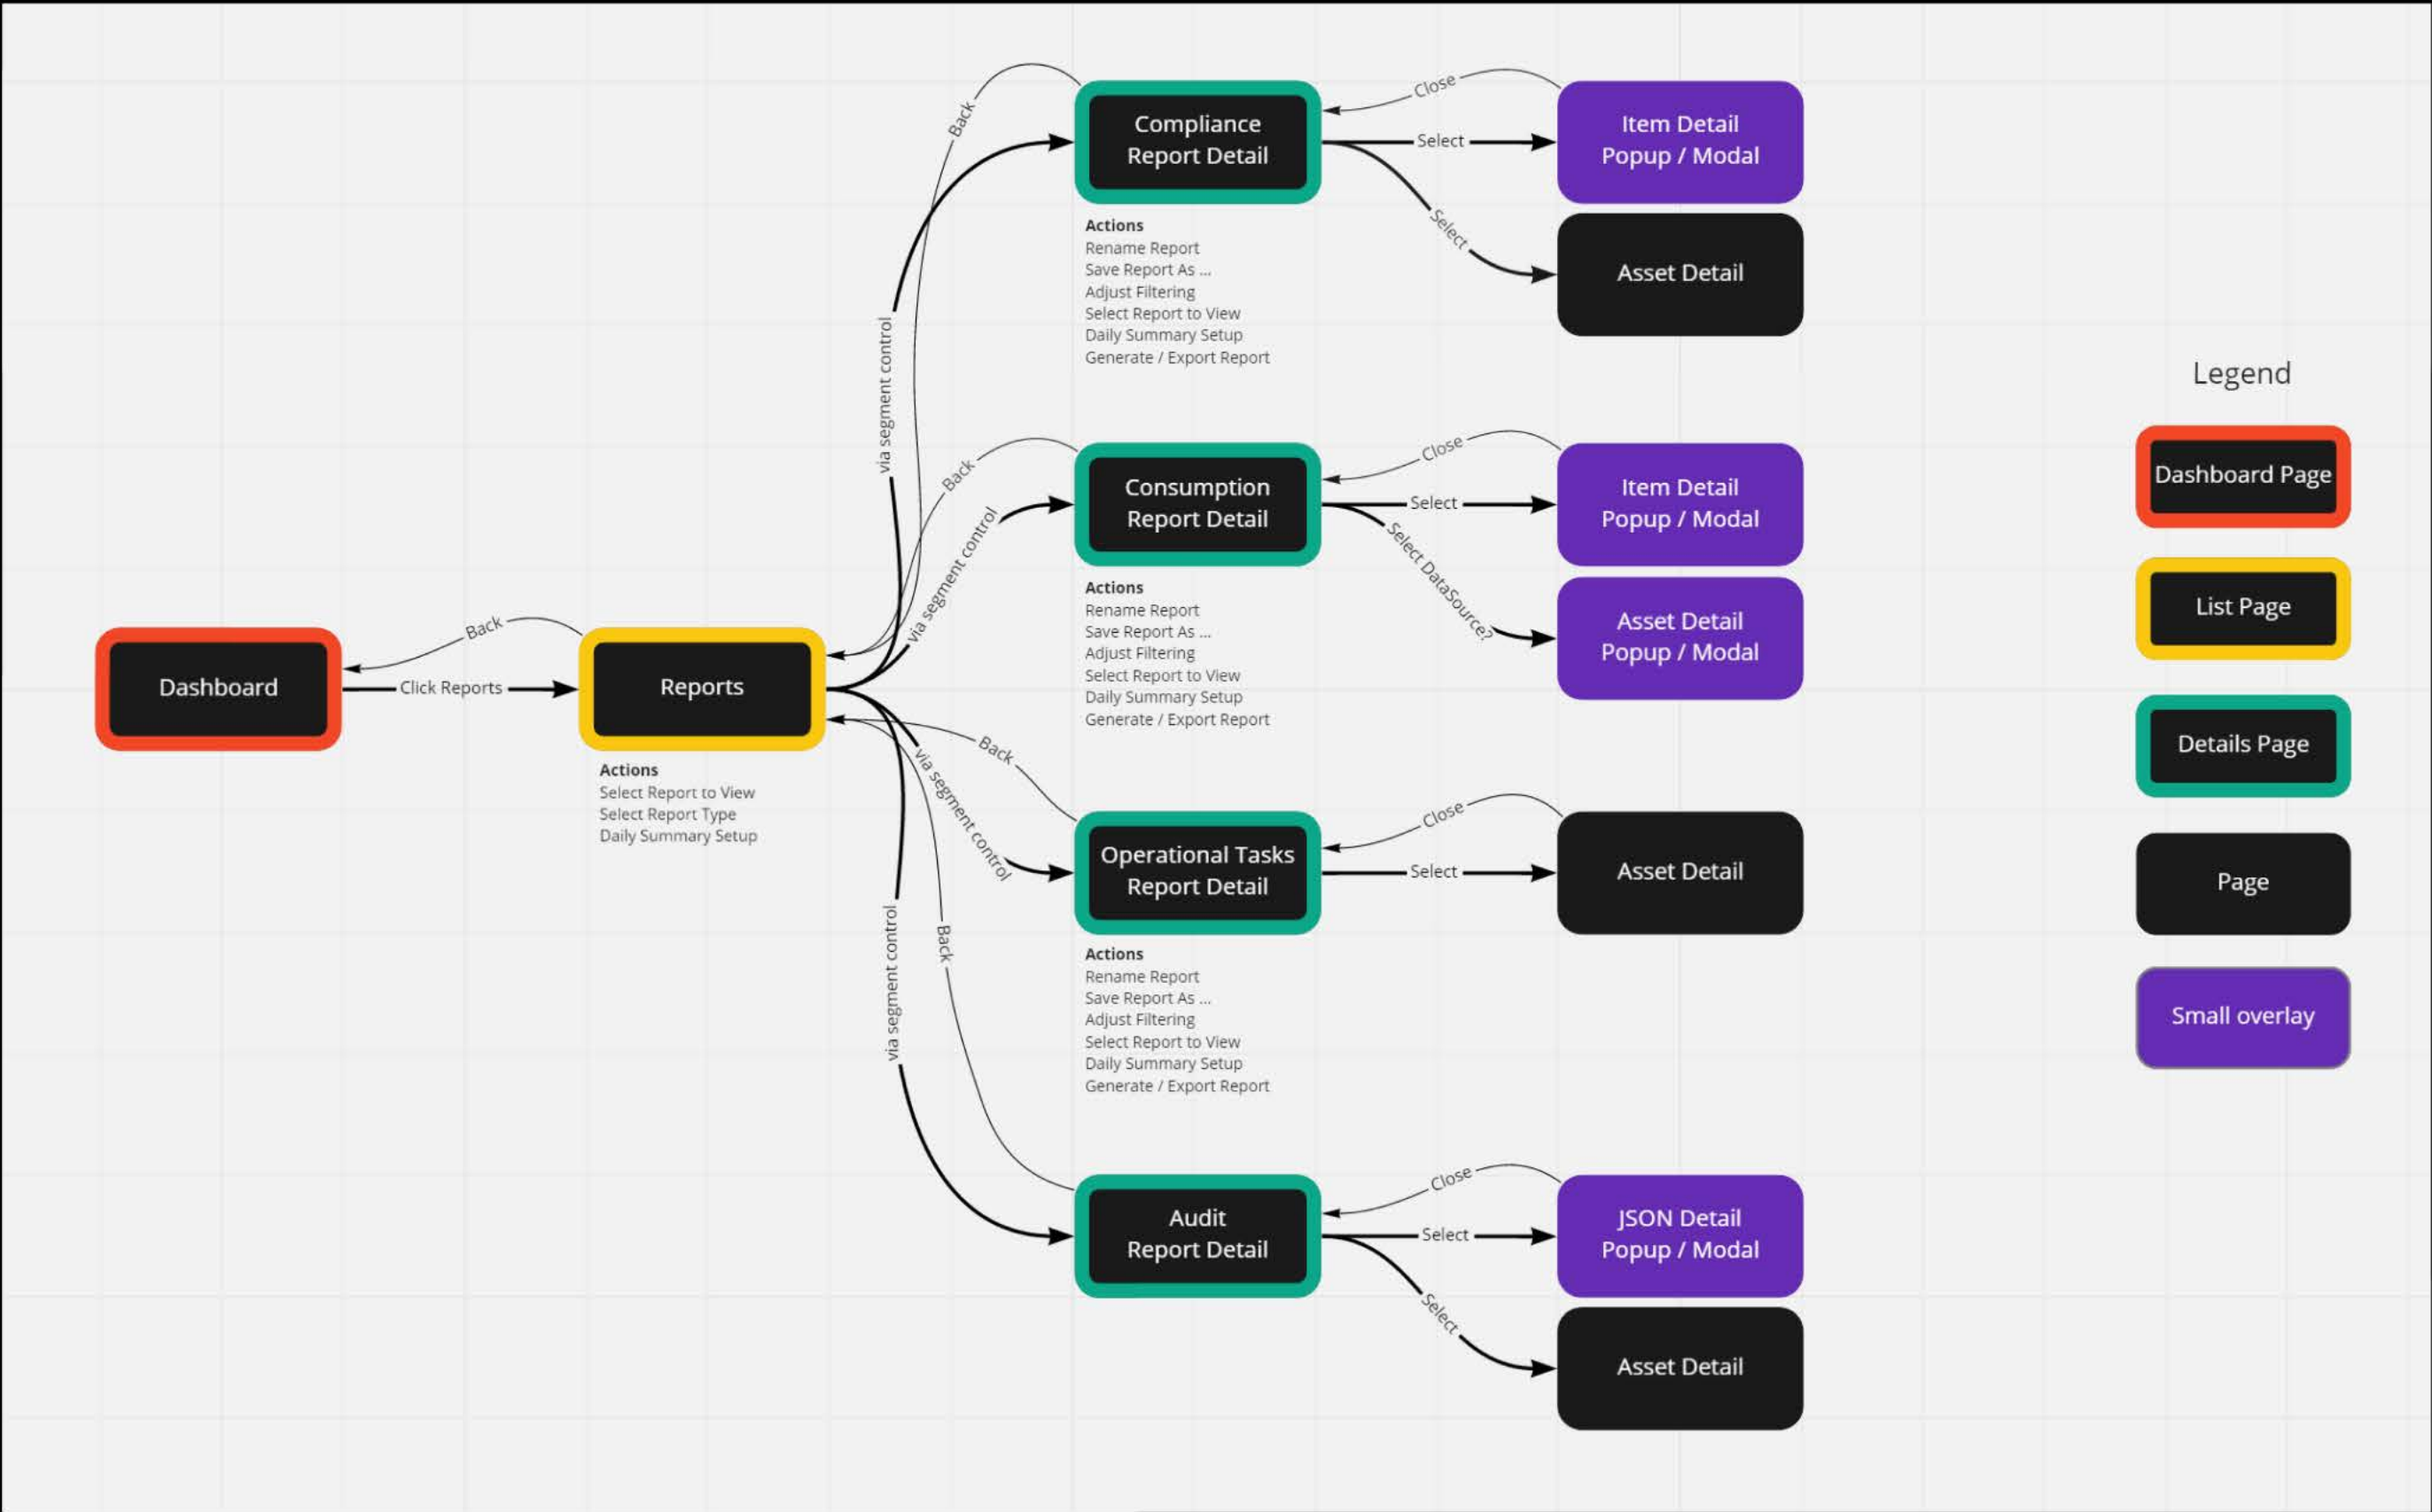 Back
Compliance
Report Detail
Close
Select
Item Detail
Popup / Modal
Select
Asset Detail
via segment control
Actions
Rename Report
Save Report As ...
Adjust Filtering
Select Report to View
Daily Summary Setup
Generate / Export Report
Back
via segment control
Consumption
Report Detail
Close
Select
Item Detail
Popup / Modal
Select DataSource?
Asset Detail
Popup / Modal
Actions
Rename Report
Save Report As ...
Adjust Filtering
Select Report to View
Daily Summary Setup
Generate / Export Report
Dashboard
Back
Click Reports
Reports
Actions
Select Report to View
Select Report Type
Daily Summary Setup
Back
via segment control
Operational Tasks
Report Detail
Close
Select
Asset Detail
Actions
Rename Report
Save Report As ...
Adjust Filtering
Select Report to View
Daily Summary Setup
Generate / Export Report
via segment control
Back
Audit
Report Detail
Close
Select
JSON Detail
Popup / Modal
Select
Asset Detail
Legend
Dashboard Page
List Page
Details Page
Page
Small overlay